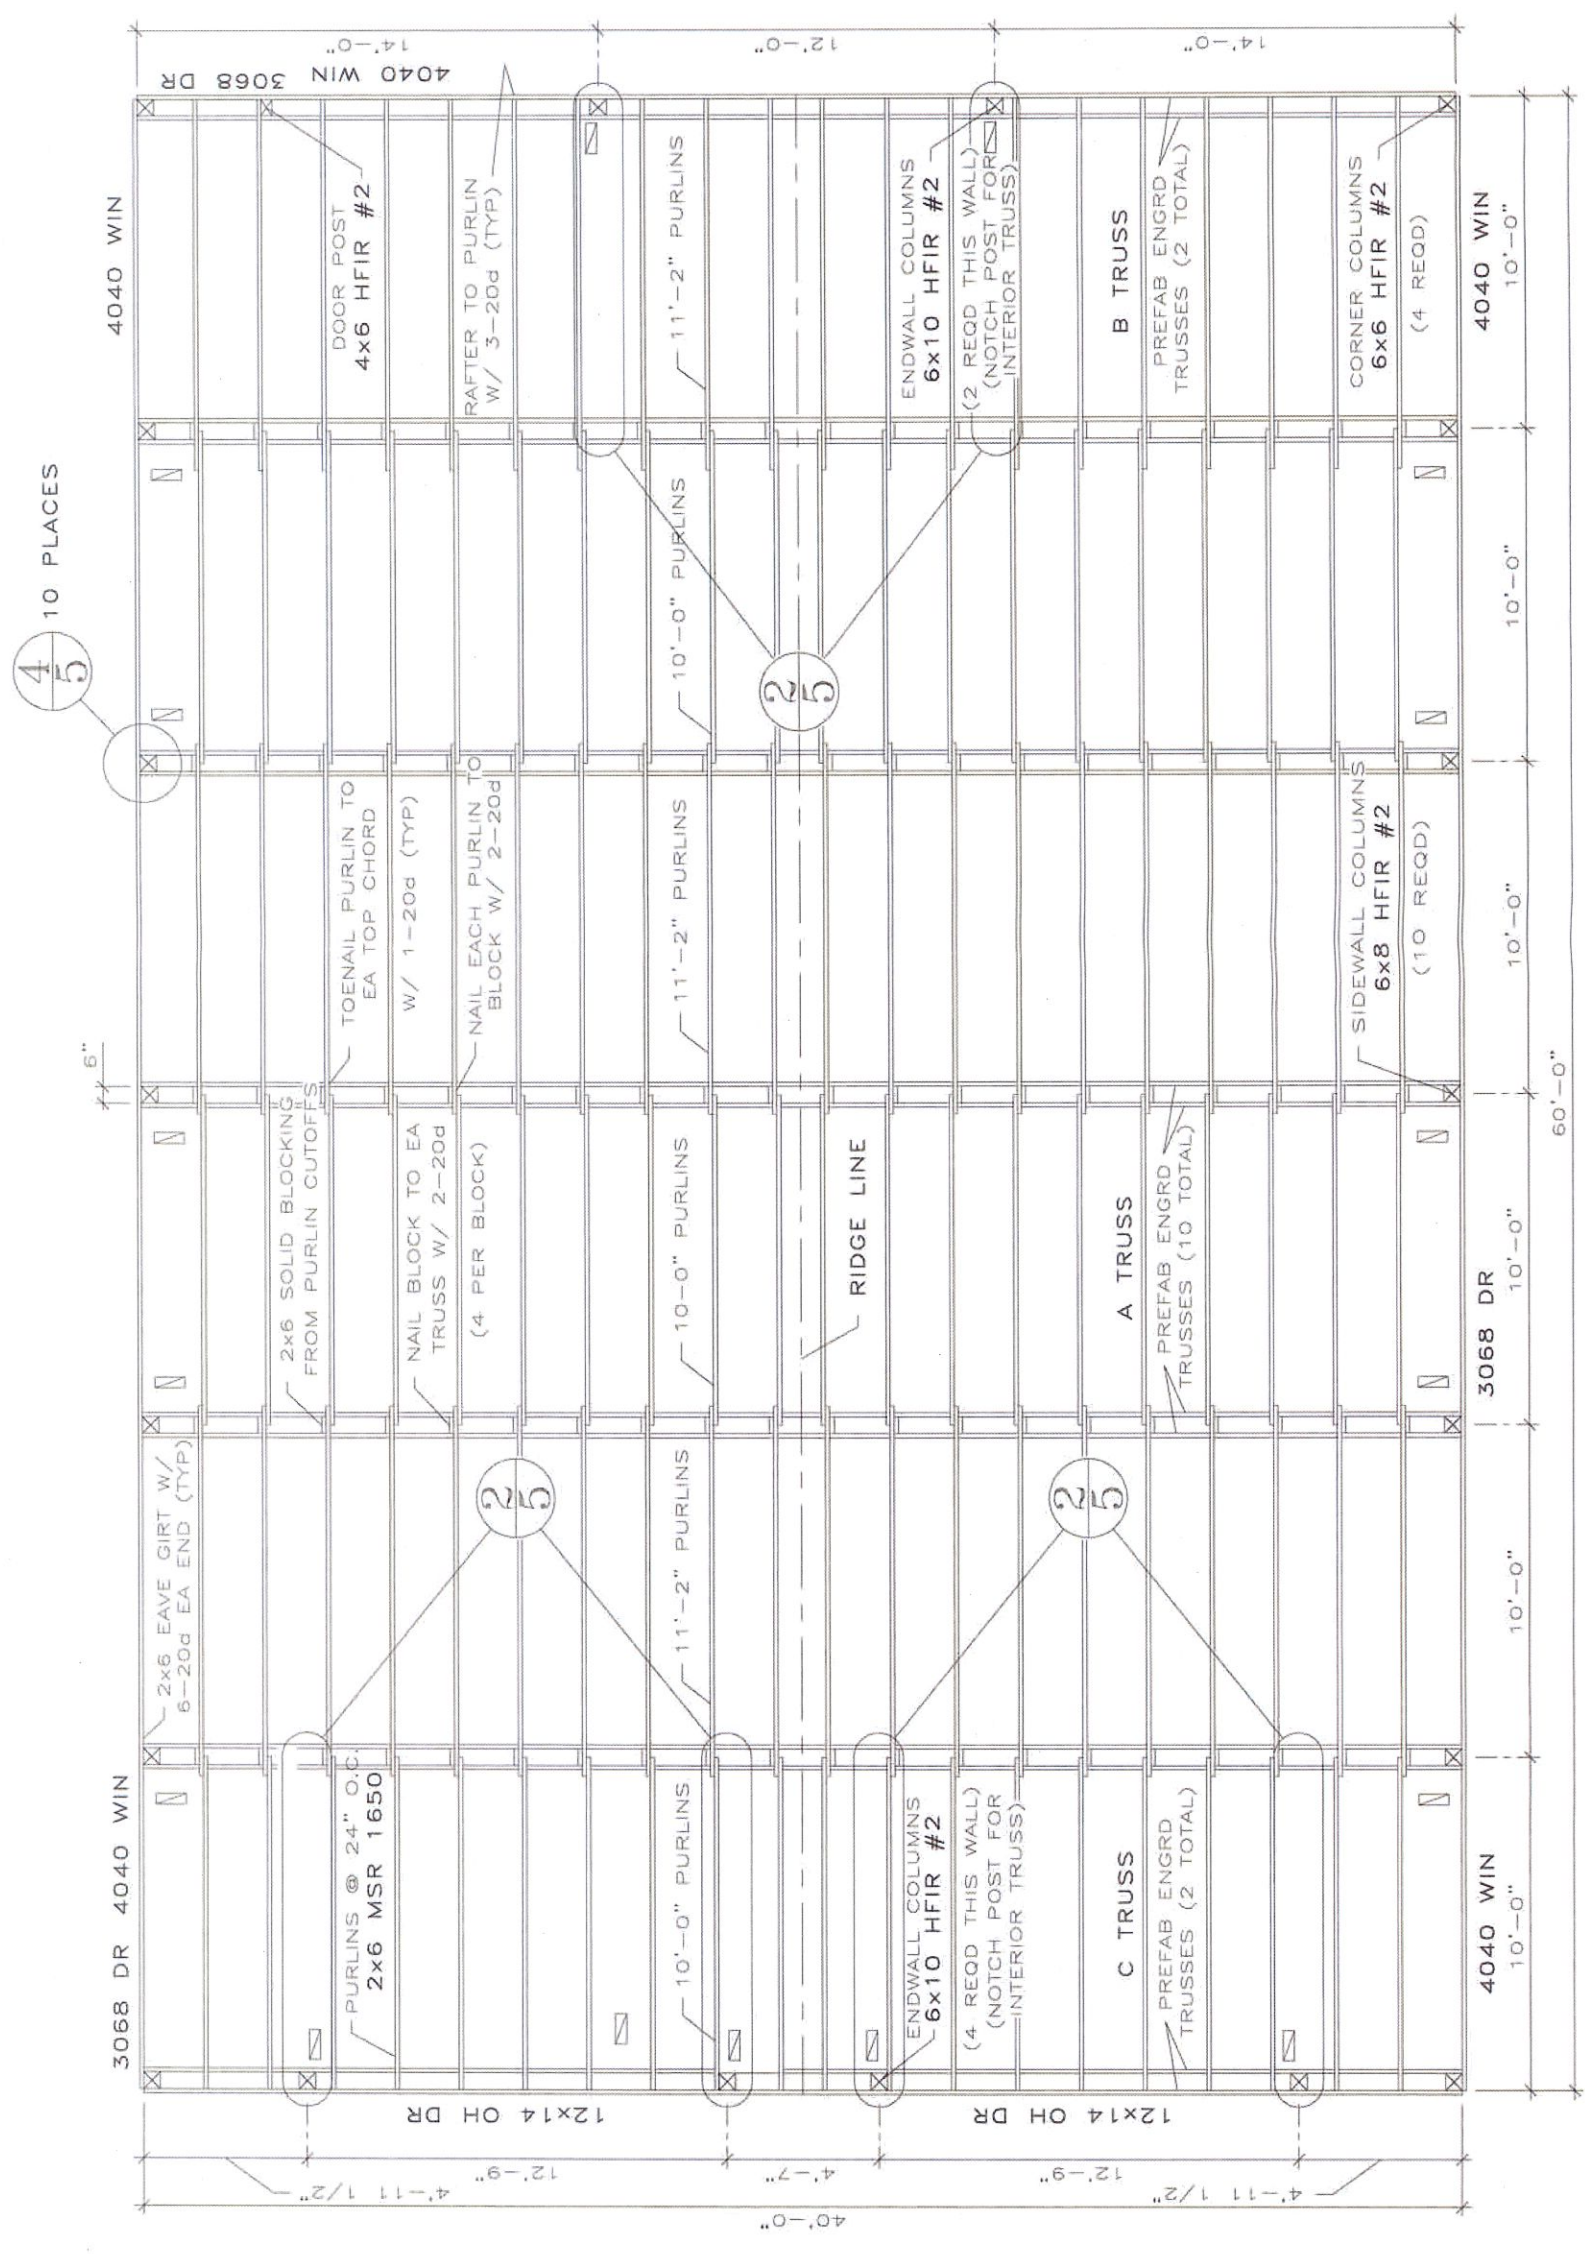 4040 WIN
10 PLACES
4
5
6"
3068 DR 4040 WIN
14'-0"
12'-0"
14'-0"
4040 WIN
3068 DR
DOOR POST
4x6 HFIR #2
RAFTER TO PURLIN
W/ 3-20d (TYP)
11'-2" PURLINS
ENDWALL COLUMNS
6x10 HFIR #2
(2 REQD THIS WALL)
(NOTCH POST FOR
INTERIOR TRUSS)
B TRUSS
PREFAB ENGRD
TRUSSES (2 TOTAL)
CORNER COLUMNS
6x6 HFIR #2
(4 REQD)
4040 WIN
10'-0"
10'-0" PURLINS
2
5
10'-0"
TOENAIL PURLIN TO
EA TOP CHORD
W/ 1-20d (TYP)
NAIL EACH PURLIN TO
BLOCK W/ 2-20d
11'-2" PURLINS
SIDEWALL COLUMNS
6x8 HFIR #2
(10 REQD)
10'-0"
60'-0"
2x6 SOLID BLOCKING
FROM PURLIN CUTOFFS
NAIL BLOCK TO EA
TRUSS W/ 2-20d
(4 PER BLOCK)
10-0" PURLINS
RIDGE LINE
A TRUSS
PREFAB ENGRD
TRUSSES (10 TOTAL)
3068 DR
10'-0"
2x6 EAVE GIRT W/
6-20d EA END (TYP)
2
5
11'-2" PURLINS
2
5
10'-0"
PURLINS @ 24" O.C.
2x6 MSR 1650
10'-0" PURLINS
ENDWALL COLUMNS
6x10 HFIR #2
(4 REQD THIS WALL)
(NOTCH POST FOR
INTERIOR TRUSS)
C TRUSS
PREFAB ENGRD
TRUSSES (2 TOTAL)
4040 WIN
10'-0"
12x14 OH DR
12x14 OH DR
4'-11 1/2"
12'-9"
4'-7"
12'-9"
4'-11 1/2"
40'-0"